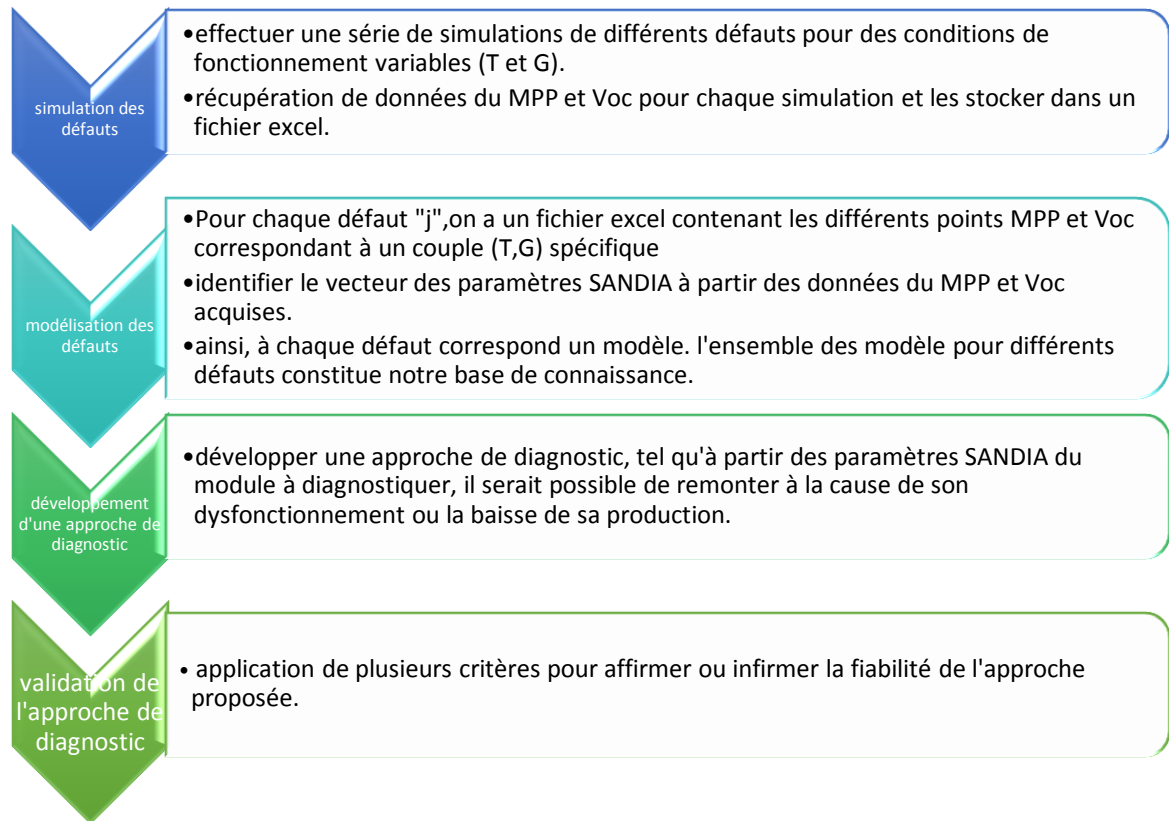 simulation des
défauts
•effectuer une série de simulations de différents défauts pour des conditions de
fonctionnement variables (T et G).
•récupération de données du MPP et Voc pour chaque simulation et les stocker dans un
fichier excel.
modélisation des
défauts
•Pour chaque défaut "j",on a un fichier excel contenant les différents points MPP et Voc
correspondant à un couple (T,G) spécifique
•identifier le vecteur des paramètres SANDIA à partir des données du MPP et Voc
acquises.
•ainsi, à chaque défaut correspond un modèle. l'ensemble des modèle pour différents
défauts constitue notre base de connaissance.
développement
d'une approche de
diagnostic
•développer une approche de diagnostic, tel qu'à partir des paramètres SANDIA du
module à diagnostiquer, il serait possible de remonter à la cause de son
dysfonctionnement ou la baisse de sa production.
validation de
l'approche de
diagnostic
• application de plusieurs critères pour affirmer ou infirmer la fiabilité de l'approche
proposée.